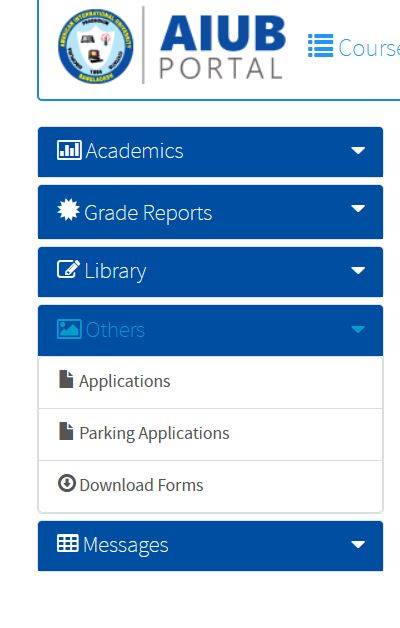 AMERICAN INTERNATIONAL UNIVERSITY
BANGLADESH
1994
AIUB
PORTAL
Course
Academics
Grade Reports
Library
Others
Applications
Parking Applications
Download Forms
Messages